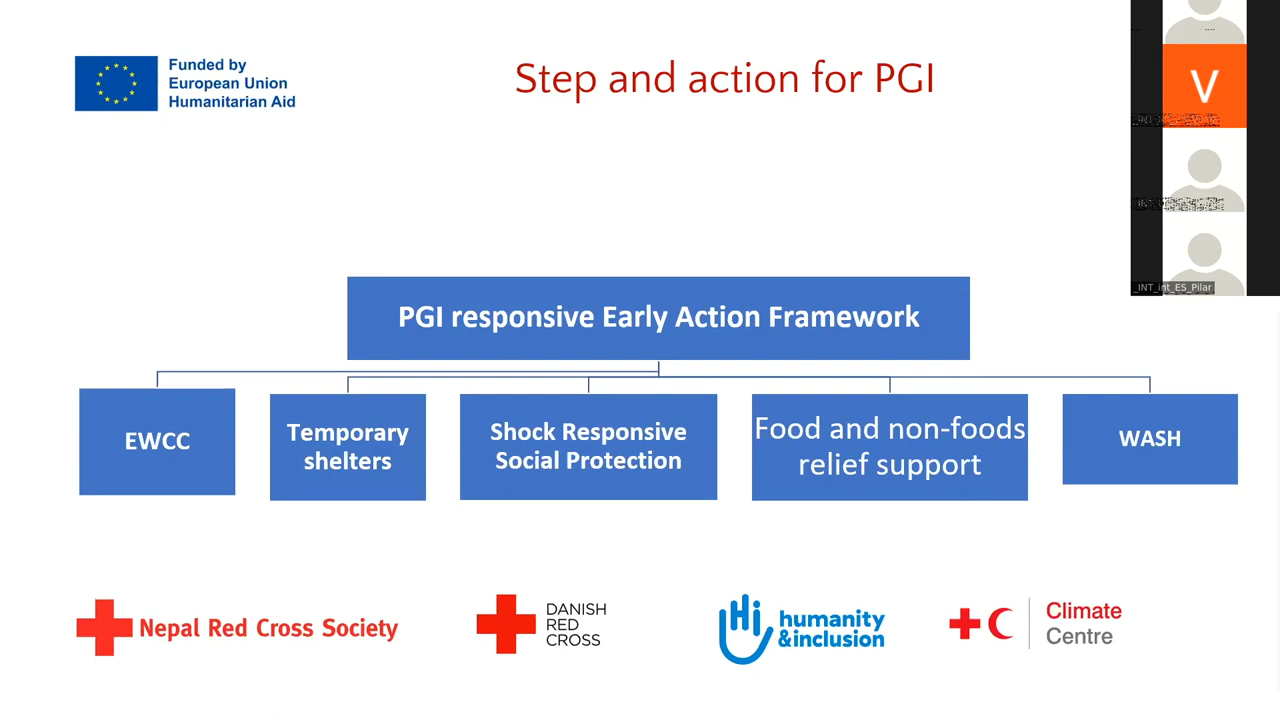 Funded by
European Union
Humanitarian Aid
Step and action for PGI
V
_INT_int_ES_Pilar
PGI responsive Early Action Framework
EWCC
Temporary
shelters
Shock Responsive
Social Protection
Food and non-foods
relief support
WASH
Nepal Red Cross Society
DANISH
RED
CROSS
Hi
humanity
&inclusion
Climate
Centre